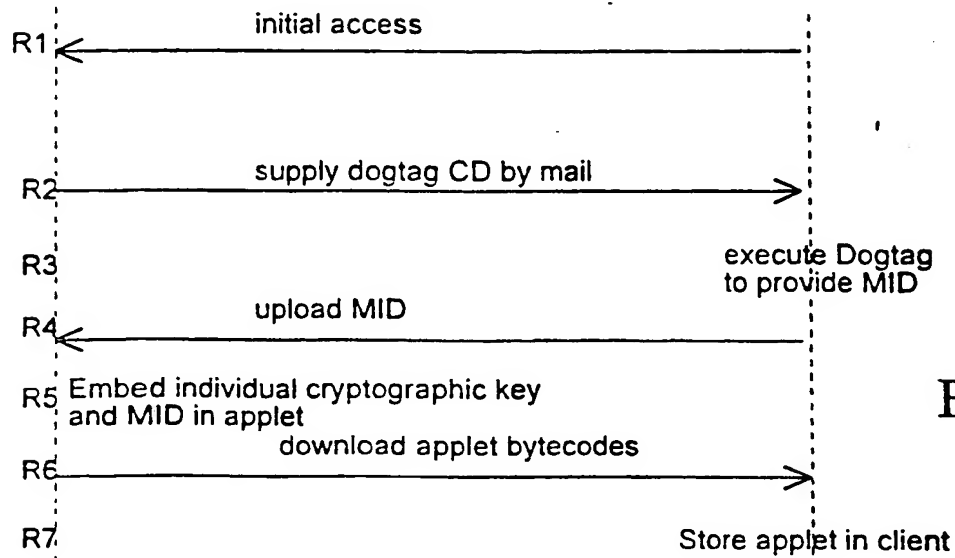 initial access
R1
supply dogtag CD by mail
R2
R3
execute Dogtag
to provide MID
upload MID
R4
R5 Embed individual cryptographic key
and MID in applet
download applet bytecodes
R6
R7
Store applet in client